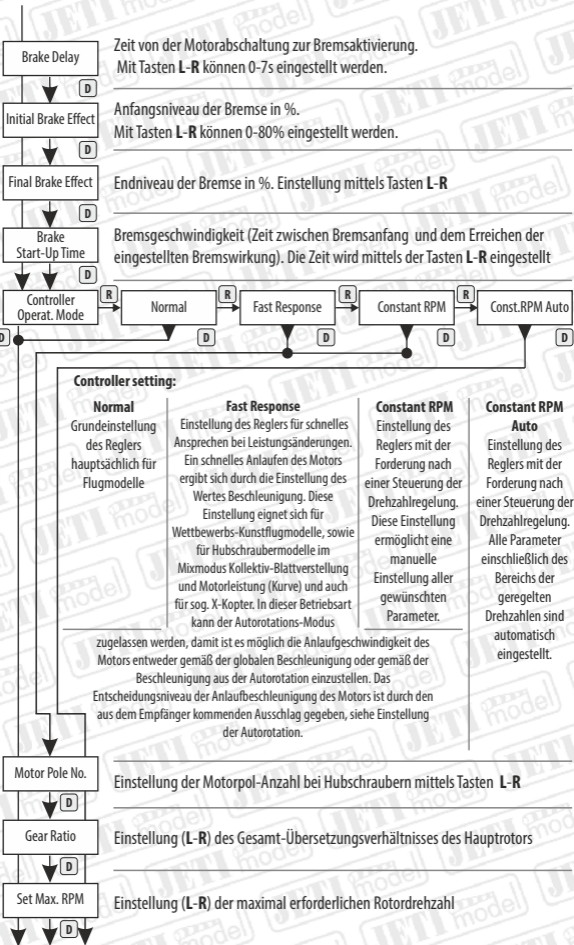 Brake Delay
Zeit von der Motorabschaltung zur Bremsaktivierung.
Mit Tasten L-R können 0-7s eingestellt werden.
D
Initial Brake Effect
Anfangsniveau der Bremse in %.
Mit Tasten L-R können 0-80% eingestellt werden.
D
Final Brake Effect
Endniveau der Bremse in %. Einstellung mittels Tasten L-R
D
Brake
Start-Up Time
Bremsgeschwindigkeit (Zeit zwischen Bremsanfang und dem Erreichen der
eingestellten Bremswirkung). Die Zeit wird mittels der Tasten L-R eingestellt
D
Controller
Operat. Mode
R
Normal
R
Fast Response
R
Constant RPM
R
Const.RPM Auto
D
D
D
D
D
Controller setting:
Normal
Grundeinstellung
des Reglers
hauptsächlich für
Flugmodelle
Fast Response
Einstellung des Reglers für schnelles
Ansprechen bei Leistungsänderungen.
Ein schnelles Anlaufen des Motors
ergibt sich durch die Einstellung des
Wertes Beschleunigung. Diese
Einstellung eignet sich für
Wettbewerbs-Kunstflugmodelle, sowie
für Hubschraubermodelle im
Mixmodus Kollektiv-Blattverstellung
und Motorleistung (Kurve) und auch
für sog. X-Kopter. In dieser Betriebsart
kann der Autorotations-Modus
zugelassen werden, damit ist es möglich die Anlaufgeschwindigkeit des
Motors entweder gemäß der globalen Beschleunigung oder gemäß der
Beschleunigung aus der Autorotation einzustellen. Das
Entscheidungsniveau der Anlaufbeschleunigung des Motors ist durch den
aus dem Empfänger kommenden Ausschlag gegeben, siehe Einstellung
der Autorotation.
Constant RPM
Einstellung des
Reglers mit der
Forderung nach
einer Steuerung der
Drehzahlregelung.
Diese Einstellung
ermöglicht eine
manuelle
Einstellung aller
gewünschten
Parameter.
Constant RPM
Auto
Einstellung des
Reglers mit der
Forderung nach
einer Steuerung der
Drehzahlregelung.
Alle Parameter
einschließlich des
Bereichs der
geregelten
Drehzahlen sind
automatisch
eingestellt.
Motor Pole No.
Einstellung der Motorpol-Anzahl bei Hubschraubern mittels Tasten L-R
D
Gear Ratio
Einstellung (L-R) des Gesamt-Übersetzungsverhältnisses des Hauptrotors
D
Set Max. RPM
Einstellung (L-R) der maximal erforderlichen Rotordrehzahl
D